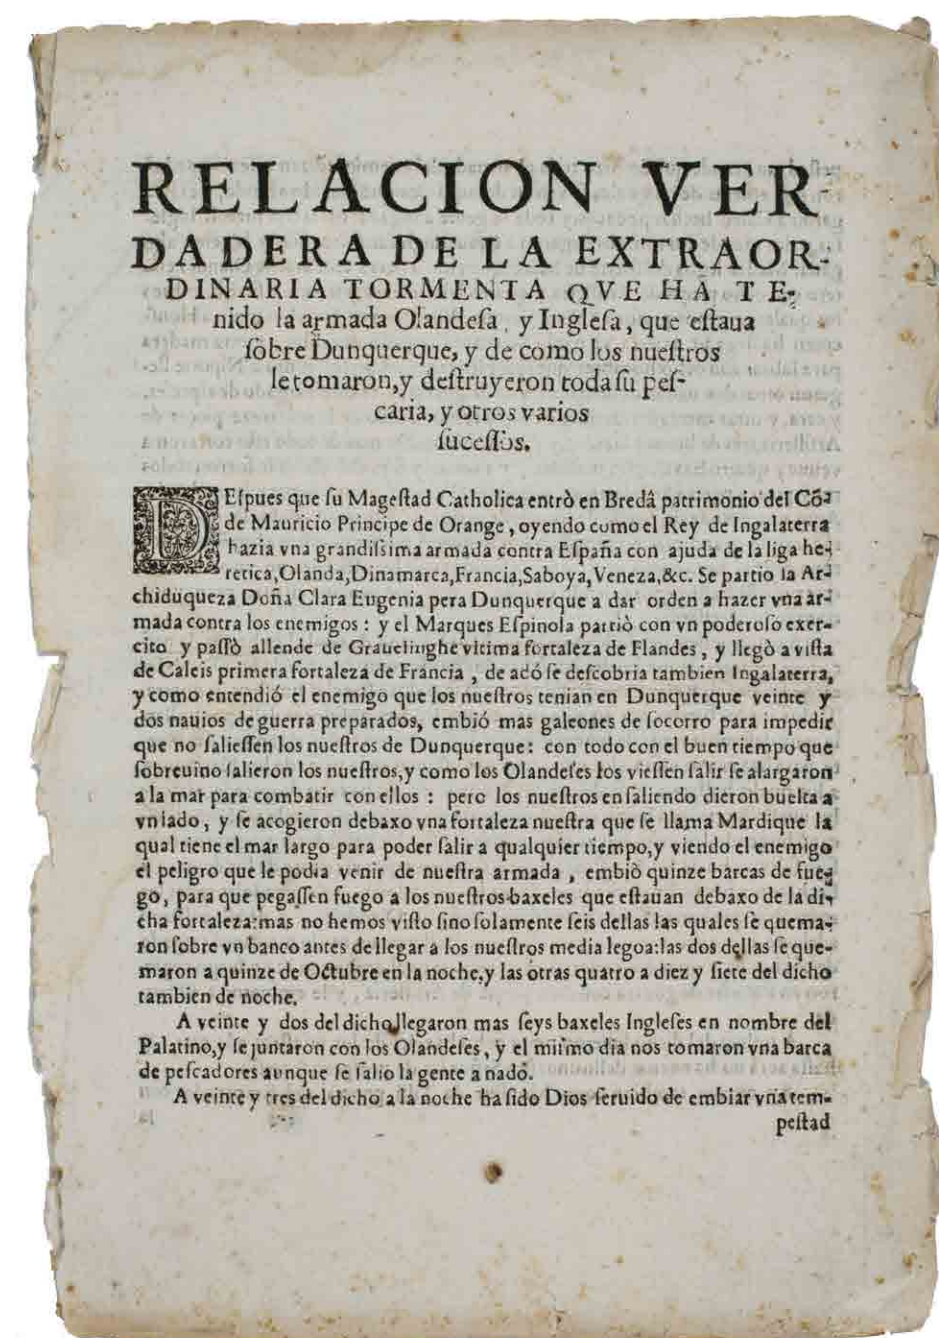 RELACION VER-
DADERA DE LA EXTRAOR-
DINARIA TORMENTA QVE HÃ TE-
nido la armada Olandeſa, y Ingleſa, que eſtaua
ſobre Dunquerque, y de como los nueſtros
le tomaron, y deſtruyeron toda ſu peſ-
caria, y otros varios
ſuceſſos.
DEſpues que ſu Mageſtad Catholica entrò en Bredâ patrimonio del Cõ-
de Mauricio Principe de Orange, oyendo como el Rey de Ingalaterra
hazia vna grandiſsima armada contra Eſpaña con ajuda de la liga he-
retica, Olanda, Dinamarca, Francia, Saboya, Veneza, &c. Se partio la Ar-
chiduqueza Doña Clara Eugenia pera Dunquerque a dar orden a hazer vna ar-
mada contra los enemigos: y el Marques Eſpinola partiò con vn poderoſo exer-
cito y paſſò allende de Grauelinghe vltima fortaleza de Flandes, y llegò a viſta
de Caleis primera fortaleza de Francia, de adó ſe deſcobria tambien Ingalaterra,
y como entendió el enemigo que los nueſtros tenian en Dunquerque veinte y
dos nauios de guerra preparados, embió mas galeones de ſocorro para impedir
que no ſalieſſen los nueſtros de Dunquerque: con todo con el buen tiempo que
ſobreuino ſalieron los nueſtros, y como los Olandeſes los vieſſen ſalir ſe alargaron
a la mar para combatir con ellos: pero los nueſtros en ſaliendo dieron buelta a
vn lado, y ſe acogieron debaxo vna fortaleza nueſtra que ſe llama Mardique la
qual tiene el mar largo para poder ſalir a qualquier tiempo, y viendo el enemigo
el peligro que le podia venir de nueſtra armada, embiò quinze barcas de fue-
go, para que pegaſſen fuego a los nueſtros baxeles que eſtauan debaxo de la di-
cha fortaleza: mas no hemos viſto ſino ſolamente ſeis dellas las quales ſe quema-
ron ſobre vn banco antes de llegar a los nueſtros media legoa: las dos dellas ſe que-
maron a quinze de Octubre en la noche, y las otras quatro a diez y ſiete del dicho
tambien de noche.
A veinte y dos del dicho llegaron mas ſeys baxeles Ingleſes en nombre del
Palatino, y ſe juntaron con los Olandeſes, y el miſmo dia nos tomaron vna barca
de peſcadores aunque ſe ſalio la gente a nado.
A veinte y tres del dicho a la noche ha ſido Dios ſeruido de embiar vna tem-
peſtad